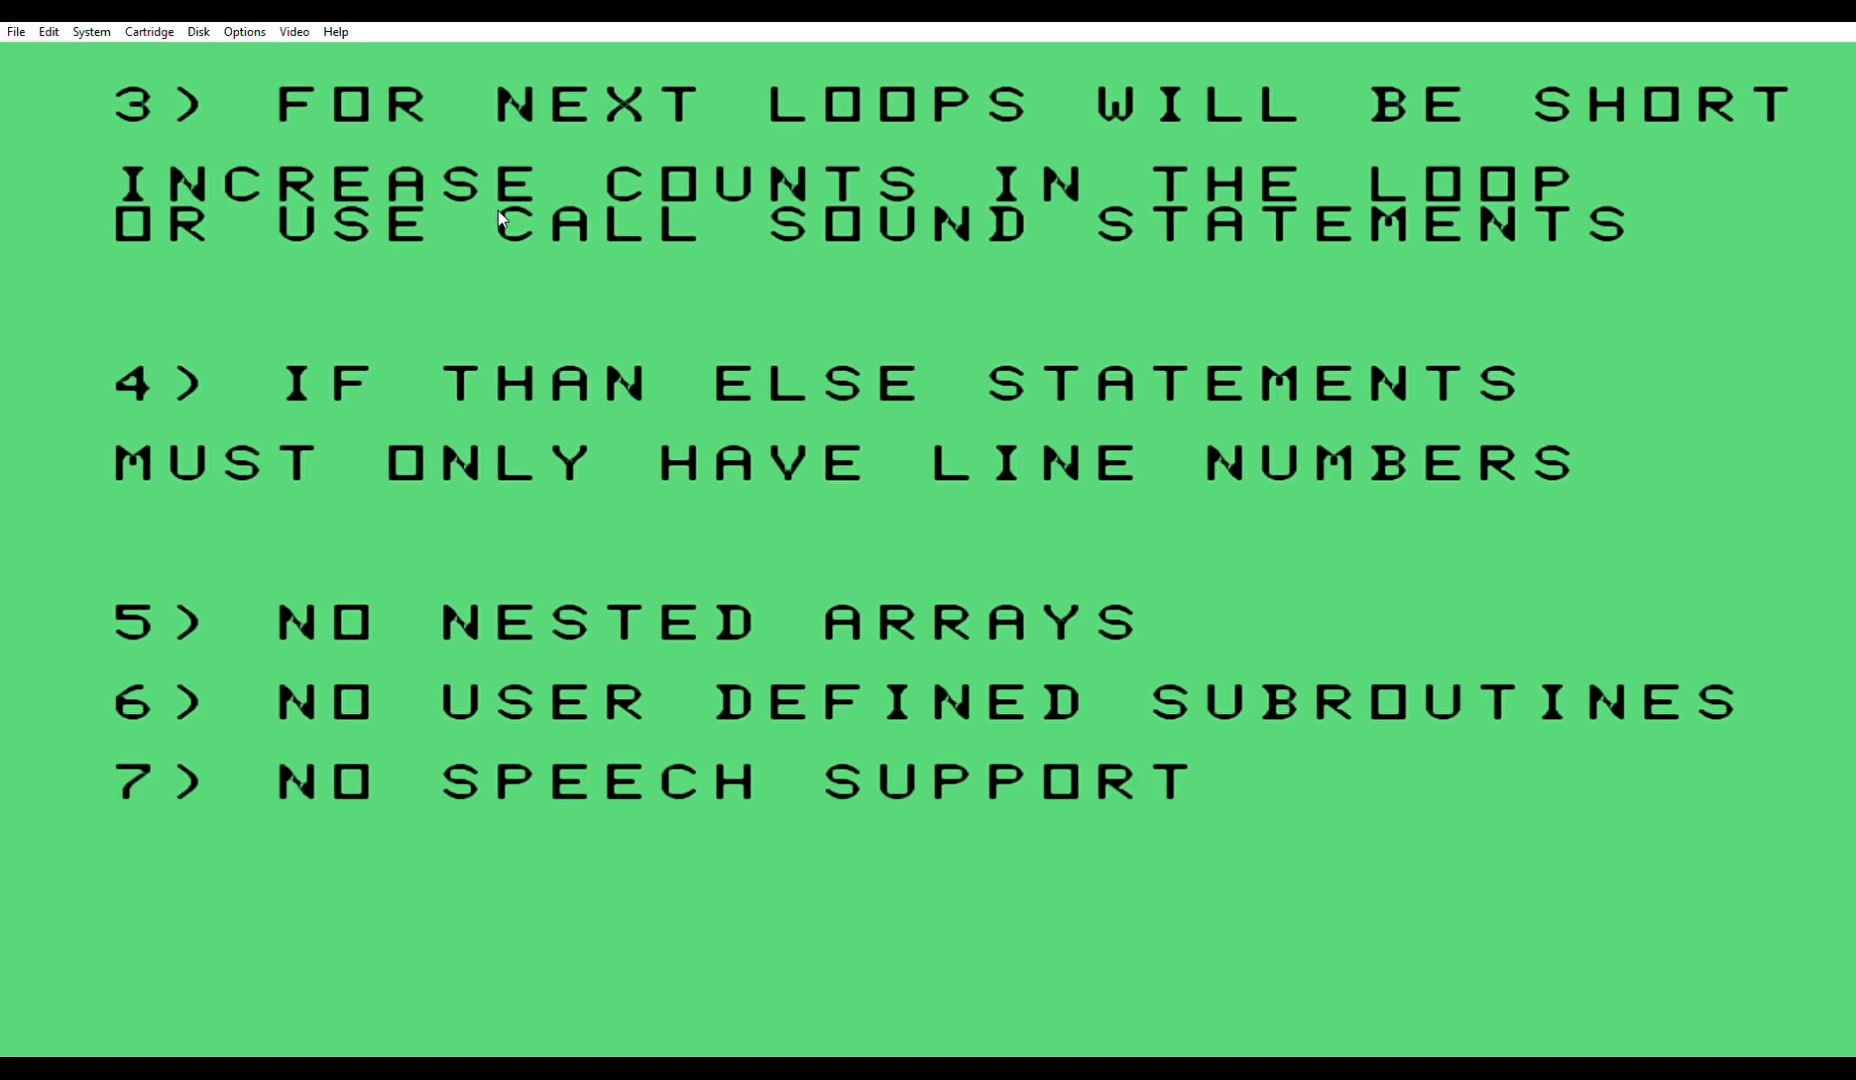 File Edit System Cartridge Disk Options Video Help
3> FOR NEXT LOOPS WILL BE SHORT
INCREASE COUNTS IN THE LOOP
OR USE CALL SOUND STATEMENTS
4> IF THAN ELSE STATEMENTS
MUST ONLY HAVE LINE NUMBERS
5> NO NESTED ARRAYS
6> NO USER DEFINED SUBROUTINES
7> NO SPEECH SUPPORT